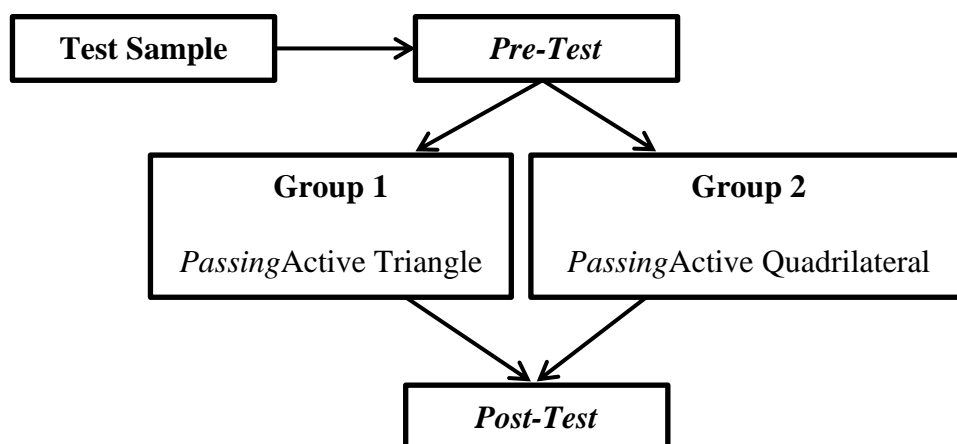 Test Sample
Pre-Test
Group 1
PassingActive Triangle
Group 2
PassingActive Quadrilateral
Post-Test